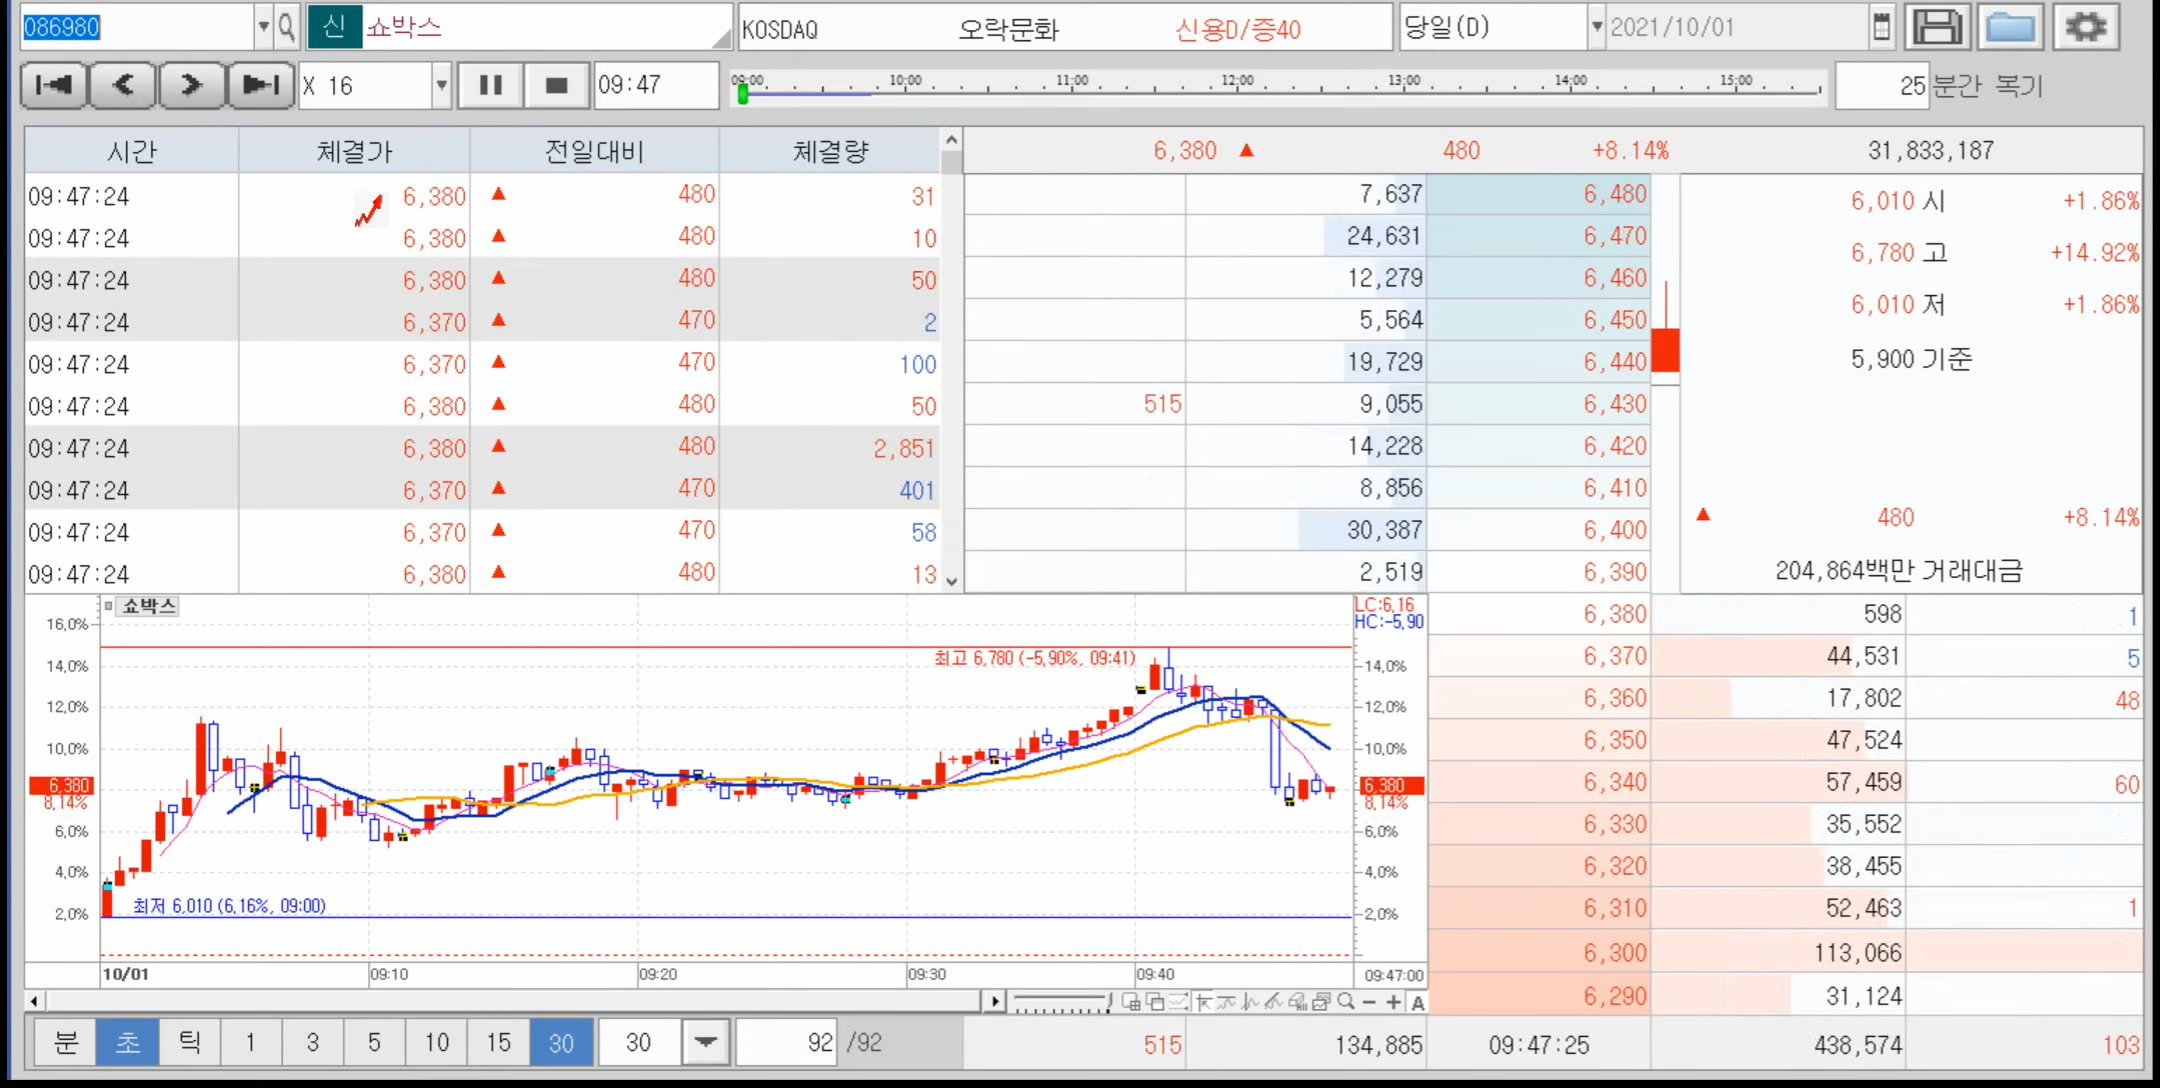 086980 신 쇼박스 KOSDAQ 오락문화 신용D/증40 당일(D) 2021/10/01
X 16 09:47 09:00 10:00 11:00 12:00 13:00 14:00 15:00 25 분간 복기
시간 체결가 전일대비 체결량
09:47:24 6,380 ▲ 480 31
09:47:24 6,380 ▲ 480 10
09:47:24 6,380 ▲ 480 50
09:47:24 6,370 ▲ 470 2
09:47:24 6,370 ▲ 470 100
09:47:24 6,380 ▲ 480 50
09:47:24 6,380 ▲ 480 2,851
09:47:24 6,370 ▲ 470 401
09:47:24 6,370 ▲ 470 58
09:47:24 6,380 ▲ 480 13
6,380 ▲ 480 +8.14% 31,833,187
7,637 6,480
24,631 6,470
12,279 6,460
5,564 6,450
19,729 6,440
515 9,055 6,430
14,228 6,420
8,856 6,410
30,387 6,400
2,519 6,390
6,010 시 +1.86%
6,780 고 +14.92%
6,010 저 +1.86%
5,900 기준
▲ 480 +8.14%
204,864백만 거래대금
6,380 598 1
6,370 44,531 5
6,360 17,802 48
6,350 47,524
6,340 57,459 60
6,330 35,552
6,320 38,455
6,310 52,463 1
6,300 113,066
6,290 31,124
쇼박스
LC:6,16
HC:-5,90
16,0%
14,0% 최고 6,780 (-5,90%, 09:41) 14,0%
12,0% 12,0%
10,0% 10,0%
6,380 6,380
8,14% 8,14%
6,0% 6,0%
4,0% 4,0%
2,0% 최저 6,010 (6,16%, 09:00) 2,0%
10/01 09:10 09:20 09:30 09:40 09:47:00
A
분 초 틱 1 3 5 10 15 30 30 92 /92
515 134,885 09:47:25 438,574 103